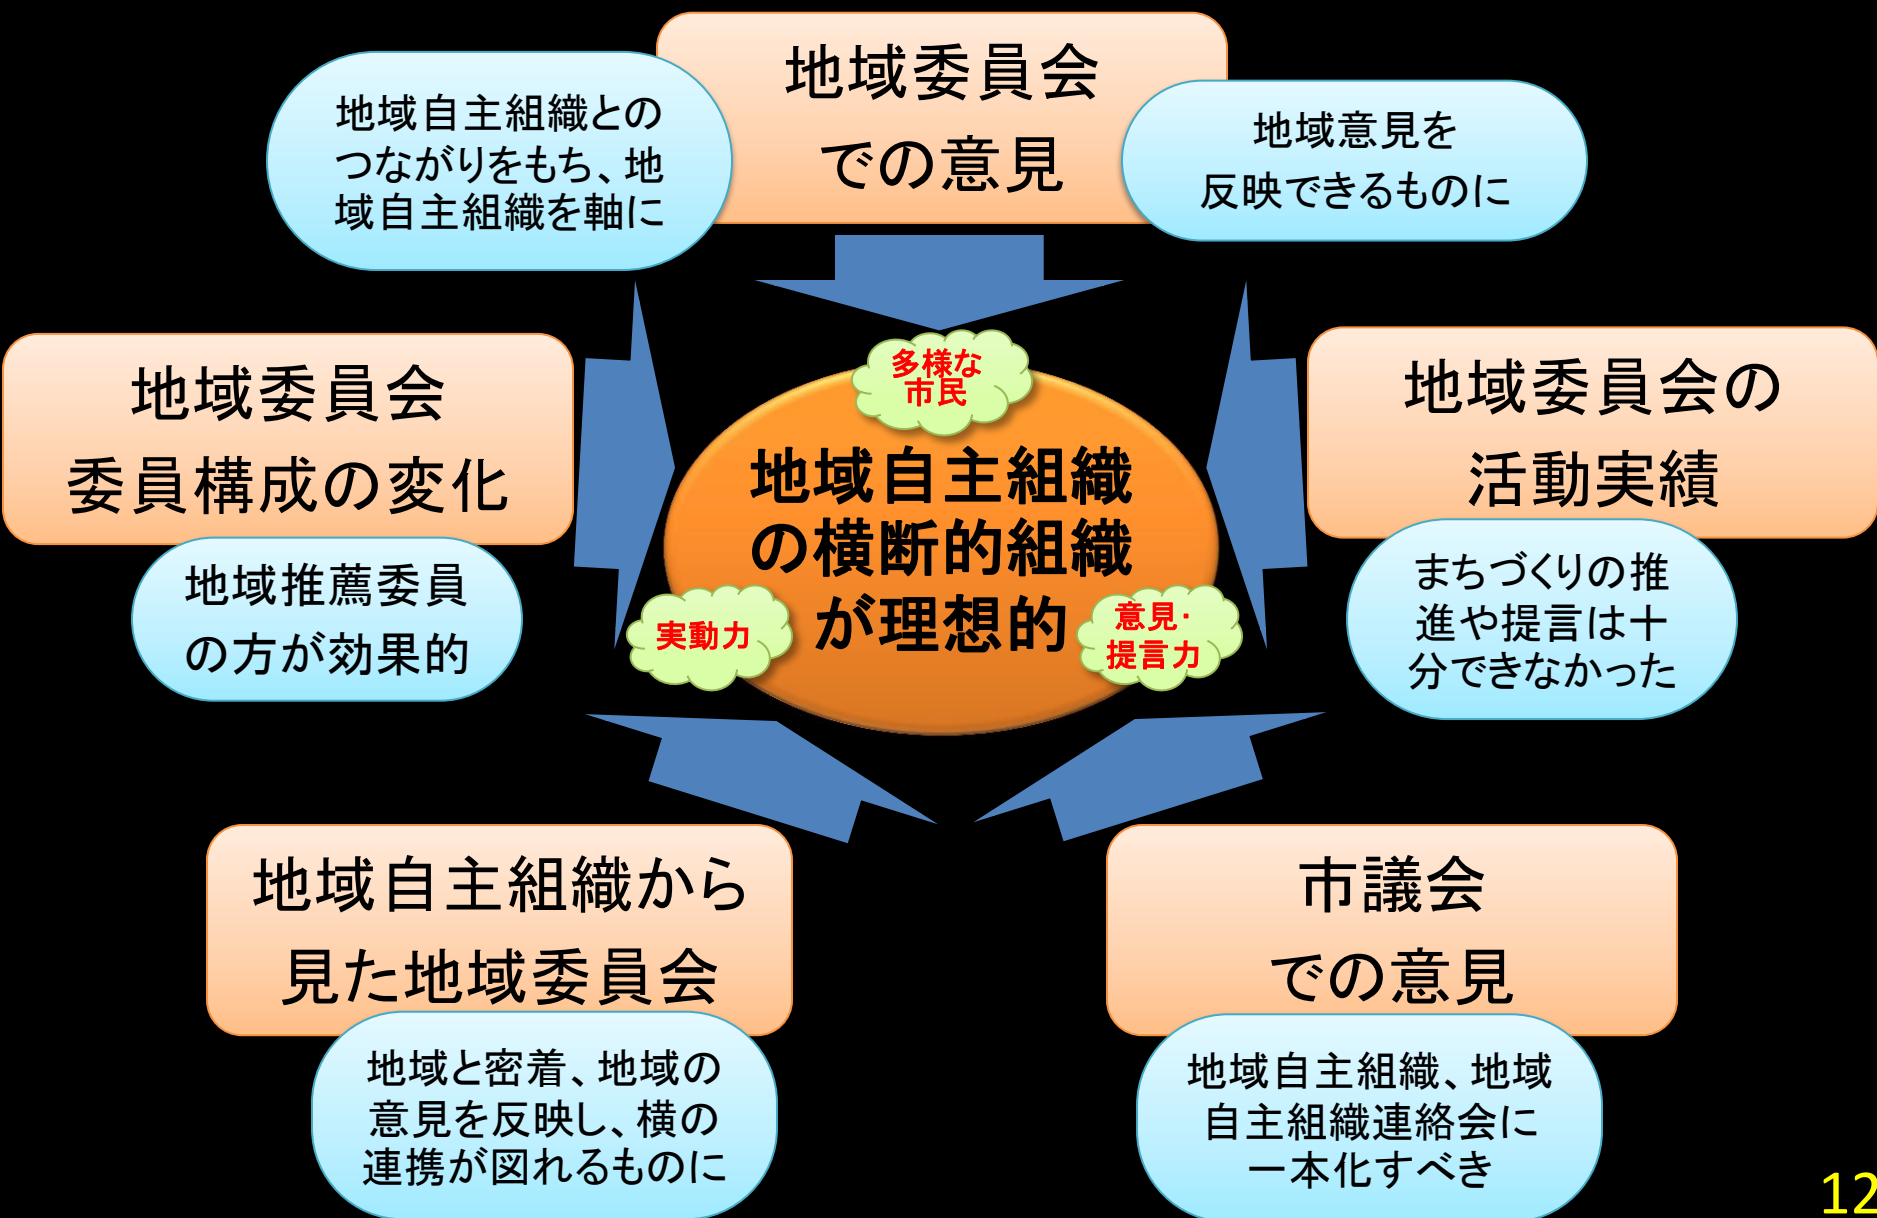 地域委員会
での意見
地域自主組織との
つながりをもち、地
域自主組織を軸に
地域意見を
反映できるものに
地域委員会
委員構成の変化
地域推薦委員
の方が効果的
多様な
市民
地域自主組織
の横断的組織
が理想的
実動力
意見・
提言力
地域委員会の
活動実績
まちづくりの推
進や提言は十
分できなかった
地域自主組織から
見た地域委員会
地域と密着、地域の
意見を反映し、横の
連携が図れるものに
市議会
での意見
地域自主組織、地域
自主組織連絡会に
一本化すべき
12